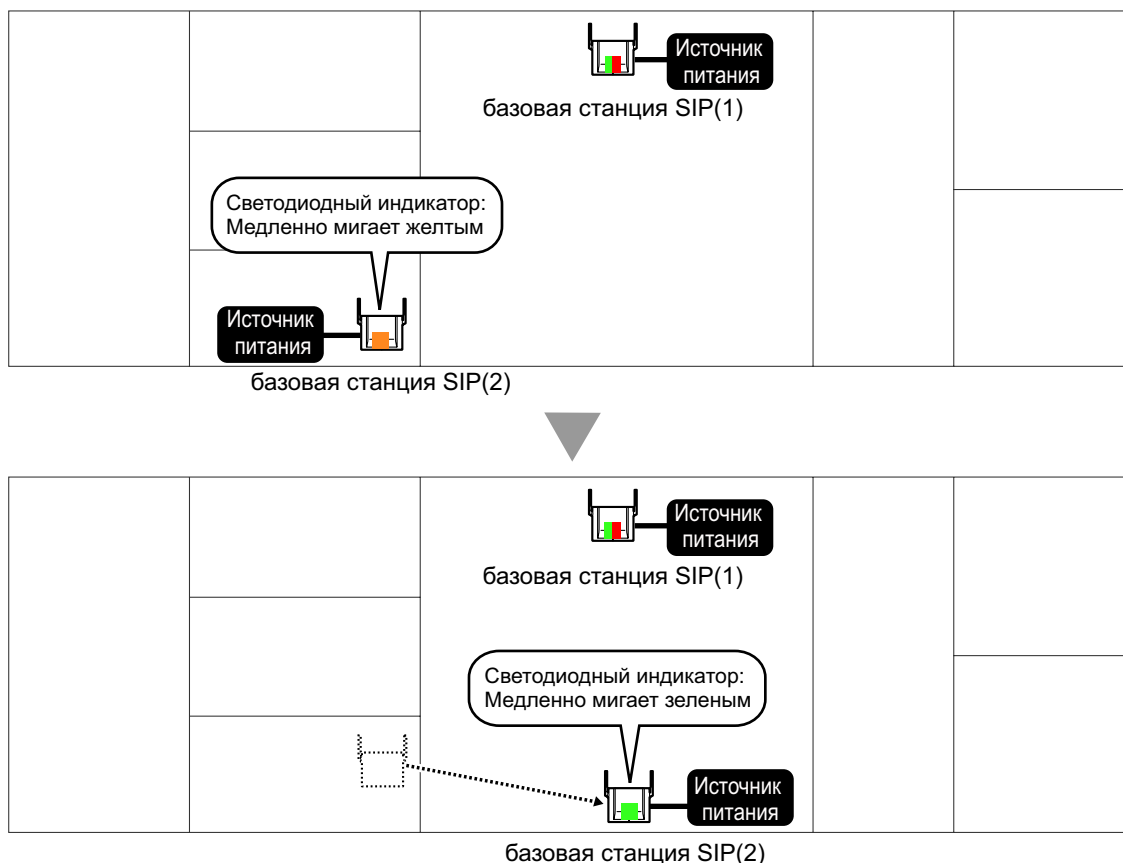 Источник
питания
базовая станция SIP(1)
Светодиодный индикатор:
Медленно мигает желтым
Источник
питания
базовая станция SIP(2)
Источник
питания
базовая станция SIP(1)
Светодиодный индикатор:
Медленно мигает зеленым
Источник
питания
базовая станция SIP(2)